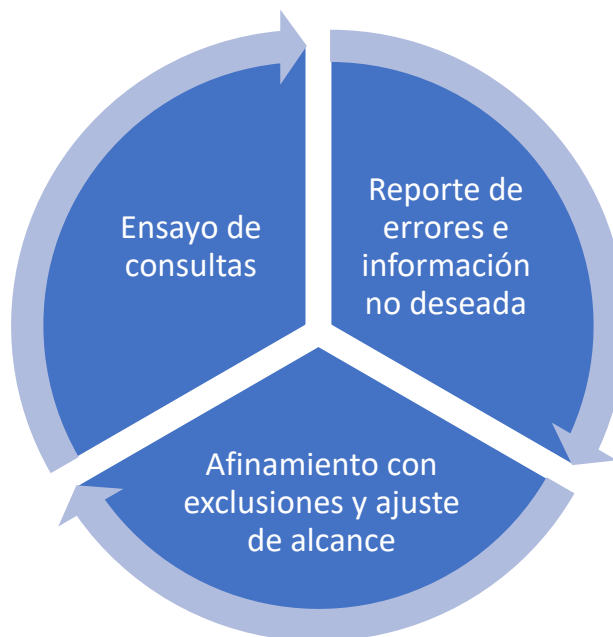 Ensayo de
consultas
Reporte de
errores e
información
no deseada
Afinamiento con
exclusiones y ajuste
de alcance